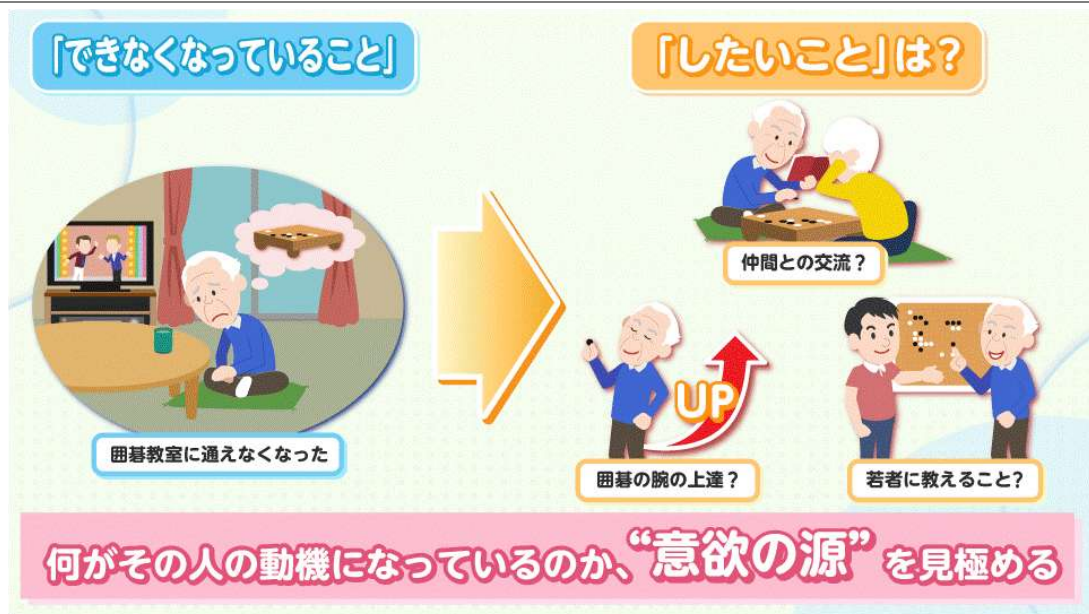 「できなくなっていること」
「したいこと」は？
囲碁教室に通えなくなった
仲間との交流？
UP
囲碁の腕の上達？
若者に教えること？
何がその人の動機になっているのか、“意欲の源”を見極める